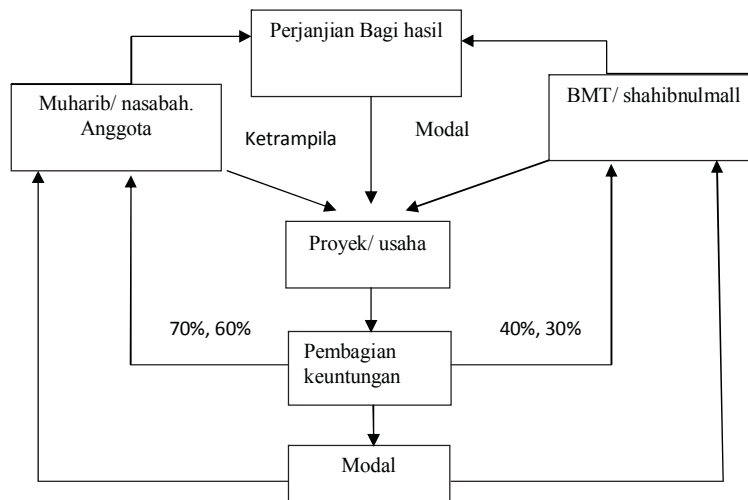 Perjanjian Bagi hasil
Muharib/ nasabah.
Anggota
BMT/ shahibnulmall
Ketrampila
Modal
Proyek/ usaha
70%, 60%
40%, 30%
Pembagian
keuntungan
Modal